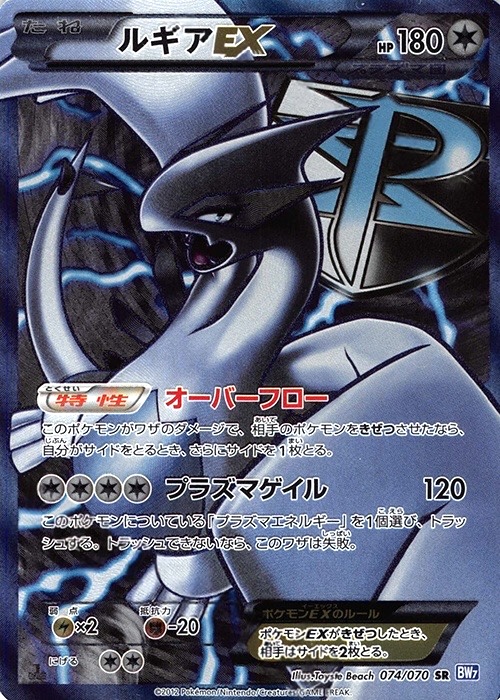 たね
ルギアEX
HP180
とくせい
特性
オーバーフロー
このポケモンがワザのダメージで、相手のポケモンをきぜつさせたなら、
自分がサイドをとるとき、さらにサイドを1枚とる。
プラズマゲイル 120
このポケモンについている「プラズマエネルギー」を1個選び、トラッ
シュする。トラッシュできないなら、このワザは失敗。
弱点 抵抗力
×2 -20
にげる
ポケモンEXのルール
ポケモンEXがきぜつしたとき、
相手はサイドを2枚とる。
Illus.Toyste Beach 074/070 SR BW7
©2012 Pokémon/Nintendo/Creatures/GAME FREAK.